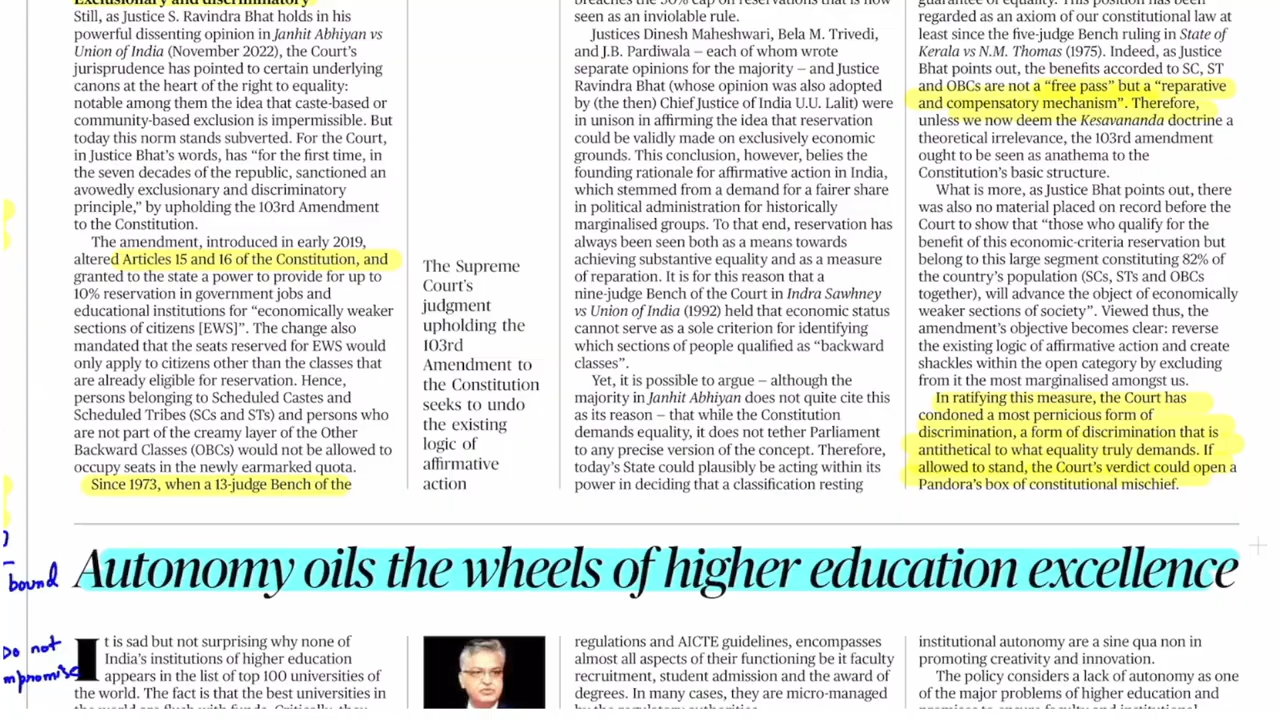 Exclusionary and discriminatory
Still, as Justice S. Ravindra Bhat holds in his
powerful dissenting opinion in Janhit Abhiyan vs
Union of India (November 2022), the Court’s
jurisprudence has pointed to certain underlying
canons at the heart of the right to equality:
notable among them the idea that caste-based or
community-based exclusion is impermissible. But
today this norm stands subverted. For the Court,
in Justice Bhat’s words, has “for the first time, in
the seven decades of the republic, sanctioned an
avowedly exclusionary and discriminatory
principle,” by upholding the 103rd Amendment
to the Constitution.
The amendment, introduced in early 2019,
altered Articles 15 and 16 of the Constitution, and
granted to the state a power to provide for up to
10% reservation in government jobs and
educational institutions for “economically weaker
sections of citizens [EWS]”. The change also
mandated that the seats reserved for EWS would
only apply to citizens other than the classes that
are already eligible for reservation. Hence,
persons belonging to Scheduled Castes and
Scheduled Tribes (SCs and STs) and persons who
are not part of the creamy layer of the Other
Backward Classes (OBCs) would not be allowed to
occupy seats in the newly earmarked quota.
Since 1973, when a 13-judge Bench of the
The Supreme
Court’s
judgment
upholding the
103rd
Amendment to
the Constitution
seeks to undo
the existing
logic of
affirmative
action
breaches the 50% cap on reservations that is now
seen as an inviolable rule.
Justices Dinesh Maheshwari, Bela M. Trivedi,
and J.B. Pardiwala – each of whom wrote
separate opinions for the majority – and Justice
Ravindra Bhat (whose opinion was also adopted
by (the then) Chief Justice of India U.U. Lalit) were
in unison in affirming the idea that reservation
could be validly made on exclusively economic
grounds. This conclusion, however, belies the
founding rationale for affirmative action in India,
which stemmed from a demand for a fairer share
in political administration for historically
marginalised groups. To that end, reservation has
always been seen both as a means towards
achieving substantive equality and as a measure
of reparation. It is for this reason that a
nine-judge Bench of the Court in Indra Sawhney
vs Union of India (1992) held that economic status
cannot serve as a sole criterion for identifying
which sections of people qualified as “backward
classes”.
Yet, it is possible to argue – although the
majority in Janhit Abhiyan does not quite cite this
as its reason – that while the Constitution
demands equality, it does not tether Parliament
to any precise version of the concept. Therefore,
today’s State could plausibly be acting within its
power in deciding that a classification resting
guarantee of equality. This position has been
regarded as an axiom of our constitutional law at
least since the five-judge Bench ruling in State of
Kerala vs N.M. Thomas (1975). Indeed, as Justice
Bhat points out, the benefits accorded to SC, ST
and OBCs are not a “free pass” but a “reparative
and compensatory mechanism”. Therefore,
unless we now deem the Kesavananda doctrine a
theoretical irrelevance, the 103rd amendment
ought to be seen as anathema to the
Constitution’s basic structure.
What is more, as Justice Bhat points out, there
was also no material placed on record before the
Court to show that “those who qualify for the
benefit of this economic-criteria reservation but
belong to this large segment constituting 82% of
the country’s population (SCs, STs and OBCs
together), will advance the object of economically
weaker sections of society”. Viewed thus, the
amendment’s objective becomes clear: reverse
the existing logic of affirmative action and create
shackles within the open category by excluding
from it the most marginalised amongst us.
In ratifying this measure, the Court has
condoned a most pernicious form of
discrimination, a form of discrimination that is
antithetical to what equality truly demands. If
allowed to stand, the Court’s verdict could open a
Pandora’s box of constitutional mischief.
bound
Do not
mpromise
Autonomy oils the wheels of higher education excellence
It is sad but not surprising why none of
India’s institutions of higher education
appears in the list of top 100 universities of
the world. The fact is that the best universities in
the world are flush with funds. Critically, they
regulations and AICTE guidelines, encompasses
almost all aspects of their functioning be it faculty
recruitment, student admission and the award of
degrees. In many cases, they are micro-managed
by the regulatory authorities.
institutional autonomy are a sine qua non in
promoting creativity and innovation.
The policy considers a lack of autonomy as one
of the major problems of higher education and
promises to ensure faculty and institutional